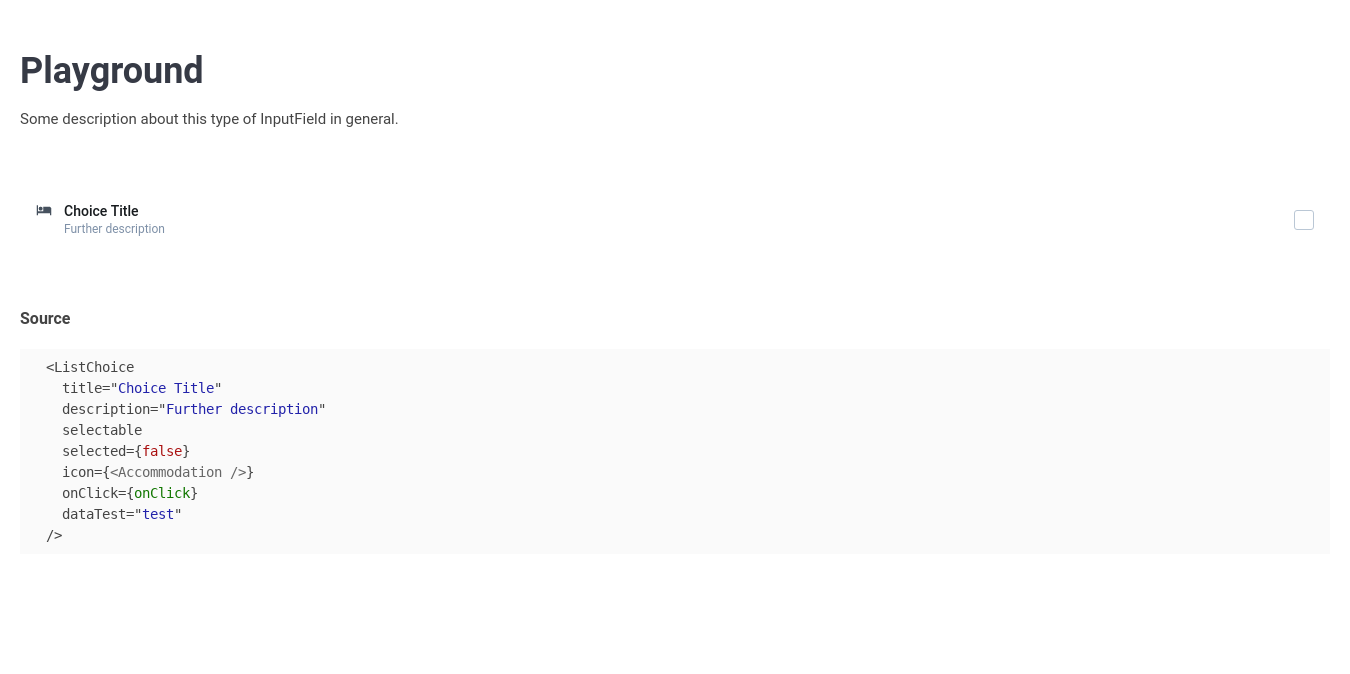 Playground
Some description about this type of InputField in general.
Choice Title
Further description
Source
<ListChoice
  title="Choice Title"
  description="Further description"
  selectable
  selected={false}
  icon={<Accommodation />}
  onClick={onClick}
  dataTest="test"
/>